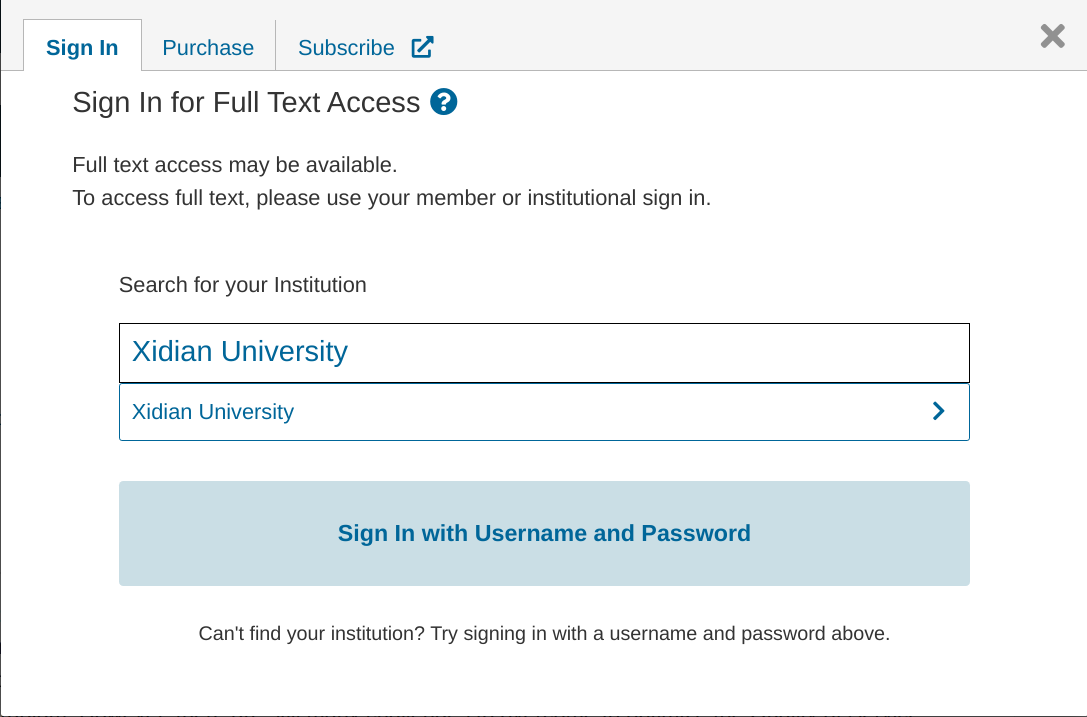 Sign In
Purchase
Subscribe
Sign In for Full Text Access ?
Full text access may be available.
To access full text, please use your member or institutional sign in.
Search for your Institution
Xidian University
Xidian University
Sign In with Username and Password
Can't find your institution? Try signing in with a username and password above.